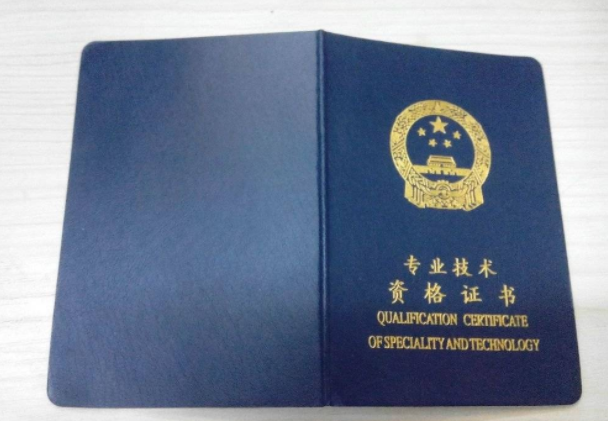 专业技术
资格证书
QUALIFICATION CERTIFICATE
OF SPECIALITY AND TECHNOLOGY